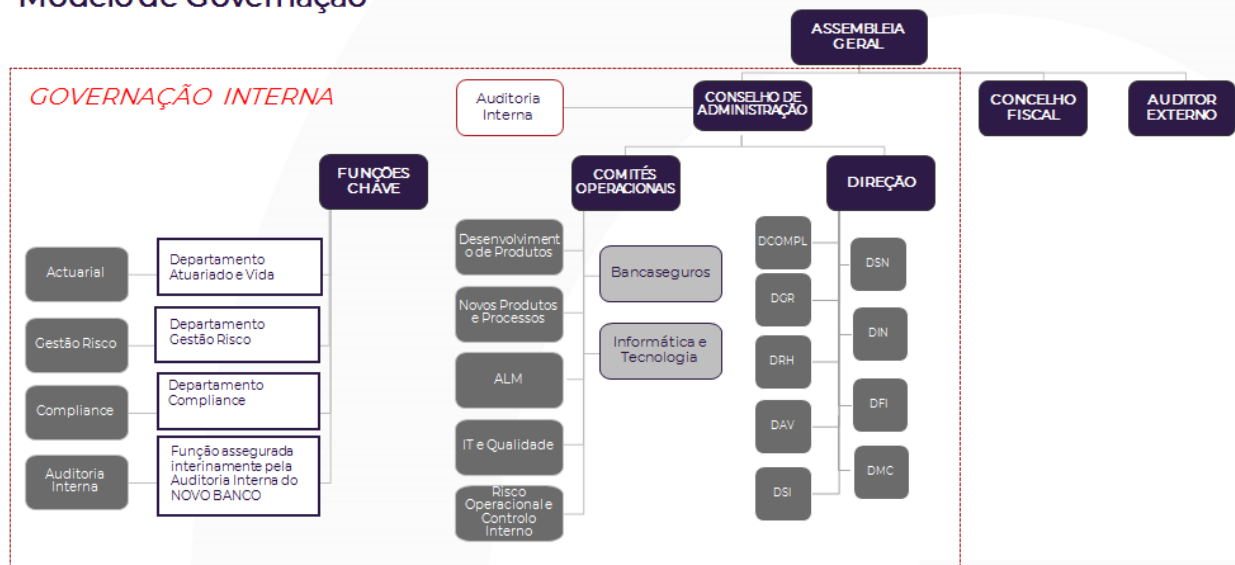 Modelo de Governação
ASSEMBLEIA
GERAL
GOVERNAÇÃO INTERNA
Auditoria
Interna
CONSELHO DE
ADMINISTRAÇÃO
CONCELHO
FISCAL
AUDITOR
EXTERNO
FUNÇÕES
CHAVE
COMITÉS
OPERACIONAIS
DIREÇÃO
Actuarial
Departamento
Atuariado e Vida
Gestão Risco
Departamento
Gestão Risco
Compliance
Departamento
Compliance
Auditoria
Interna
Função assegurada
interinamente pela
Auditoria Interna do
NOVO BANCO
Desenvolviment
o de Produtos
Novos Produtos
e Processos
ALM
IT e Qualidade
Risco
Operacional e
Controlo
Interno
Bancaseguros
Informática e
Tecnologia
DCOMPL
DGR
DRH
DAV
DSI
DSN
DIN
DFI
DMC